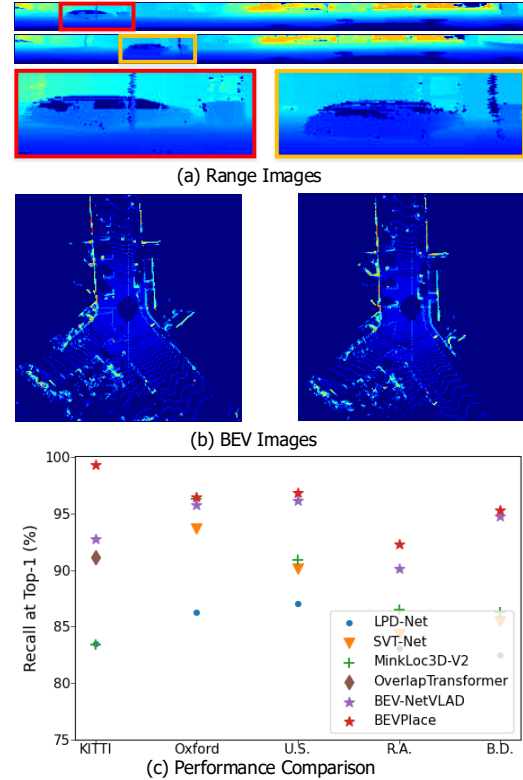 (a) Range Images
(b) BEV Images
100
95
90
85
80
75
Recall at Top-1 (%)
LPD-Net
SVT-Net
MinkLoc3D-V2
OverlapTransformer
BEV-NetVLAD
BEVPlace
KITTI Oxford U.S. R.A. B.D.
(c) Performance Comparison